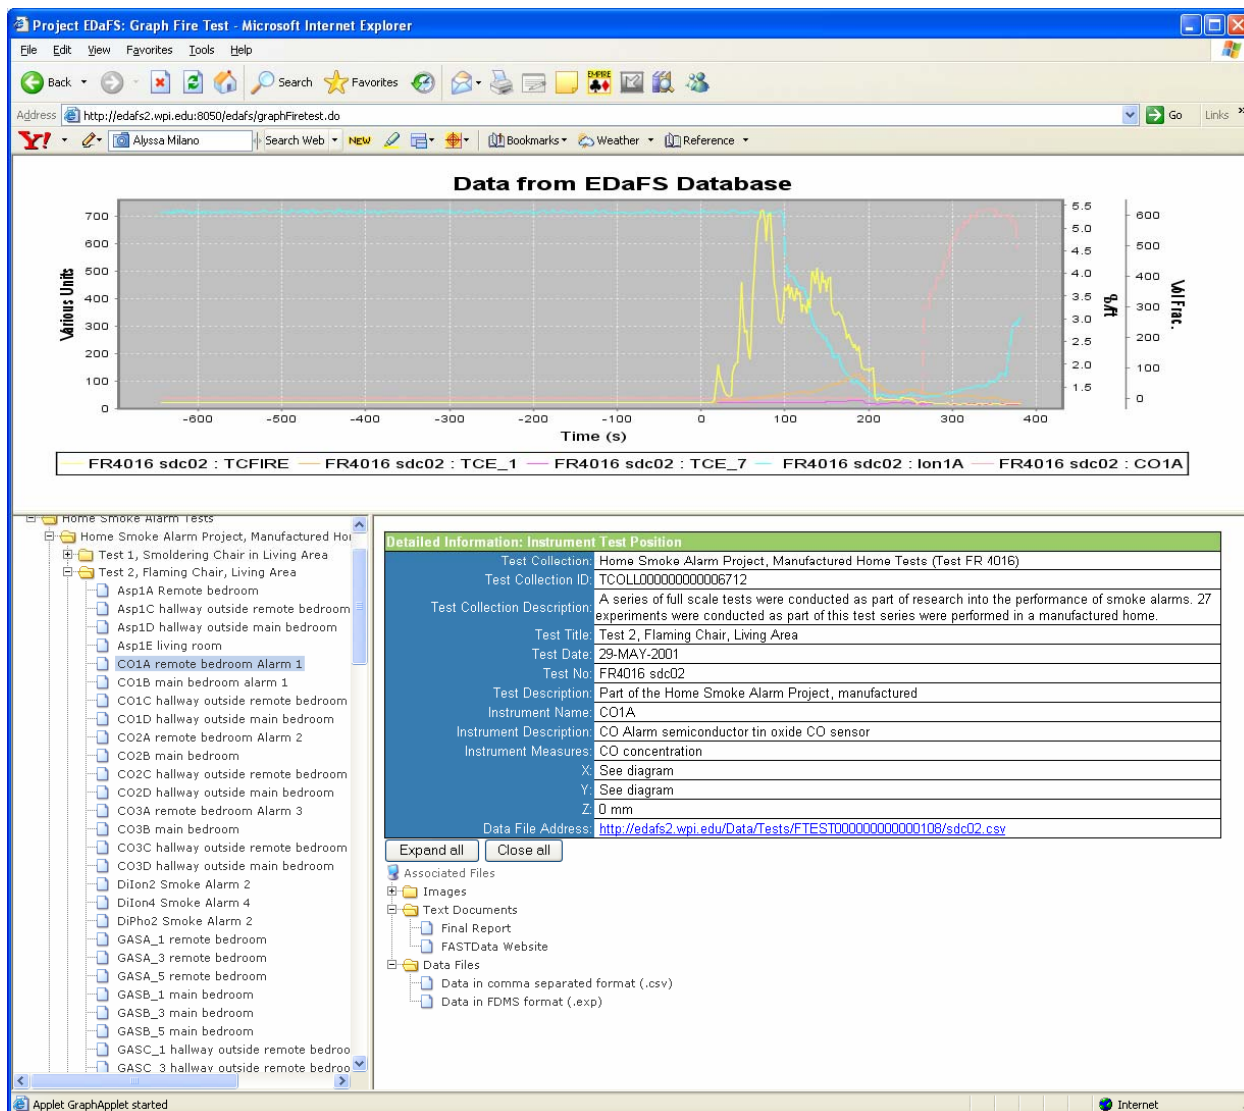 Project EDaFS: Graph Fire Test - Microsoft Internet Explorer
File Edit View Favorites Tools Help
Back Search Favorites EMPIRE
Address http://edafs2.wpi.edu:8050/edafs/graphFiretest.do Go Links »
Y! Alyssa Milano Search Web NEW Bookmarks Weather Reference
Data from EDaFS Database
Various Units
700
600
500
400
300
200
100
0
5.5
5.0
4.5
4.0
3.5
3.0
2.5
2.0
1.5
%/ft
600
500
400
300
200
100
0
Vol Frac.
-600 -500 -400 -300 -200 -100 0 100 200 300 400
Time (s)
FR4016 sdc02 : TCFIRE FR4016 sdc02 : TCE_1 FR4016 sdc02 : TCE_7 FR4016 sdc02 : Ion1A FR4016 sdc02 : CO1A
Home Smoke Alarm Tests
Home Smoke Alarm Project, Manufactured Hor
Test 1, Smoldering Chair in Living Area
Test 2, Flaming Chair, Living Area
Asp1A Remote bedroom
Asp1C hallway outside remote bedroom
Asp1D hallway outside main bedroom
Asp1E living room
CO1A remote bedroom Alarm 1
CO1B main bedroom alarm 1
CO1C hallway outside remote bedroom
CO1D hallway outside main bedroom
CO2A remote bedroom Alarm 2
CO2B main bedroom
CO2C hallway outside remote bedroom
CO2D hallway outside main bedroom
CO3A remote bedroom Alarm 3
CO3B main bedroom
CO3C hallway outside remote bedroom
CO3D hallway outside main bedroom
DiIon2 Smoke Alarm 2
DiIon4 Smoke Alarm 4
DiPho2 Smoke Alarm 2
GASA_1 remote bedroom
GASA_3 remote bedroom
GASA_5 remote bedroom
GASB_1 main bedroom
GASB_3 main bedroom
GASB_5 main bedroom
GASC_1 hallway outside remote bedroo
GASC_3 hallway outside remote bedroo
Detailed Information: Instrument Test Position
Test Collection: Home Smoke Alarm Project, Manufactured Home Tests (Test FR 4016)
Test Collection ID: TCOLL000000000006712
Test Collection Description: A series of full scale tests were conducted as part of research into the performance of smoke alarms. 27
experiments were conducted as part of this test series were performed in a manufactured home.
Test Title: Test 2, Flaming Chair, Living Area
Test Date: 29-MAY-2001
Test No: FR4016 sdc02
Test Description: Part of the Home Smoke Alarm Project, manufactured
Instrument Name: CO1A
Instrument Description: CO Alarm semiconductor tin oxide CO sensor
Instrument Measures: CO concentration
X: See diagram
Y: See diagram
Z: 0 mm
Data File Address: http://edafs2.wpi.edu/Data/Tests/FTEST000000000000108/sdc02.csv
Expand all Close all
Associated Files
Images
Text Documents
Final Report
FASTData Website
Data Files
Data in comma separated format (.csv)
Data in FDMS format (.exp)
Applet GraphApplet started Internet